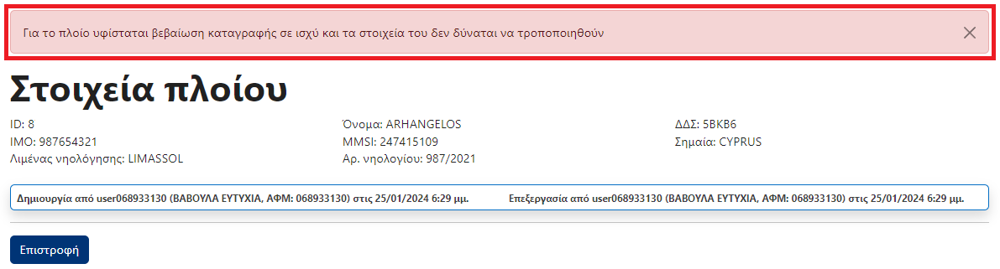 Για το πλοίο υφίσταται βεβαίωση καταγραφής σε ισχύ και τα στοιχεία του δεν δύναται να τροποποιηθούν
Στοιχεία πλοίου
ID: 8 Όνομα: ARHANGELOS ΔΔΣ: 5BKB6
IMO: 987654321 MMSI: 247415109 Σημαία: CYPRUS
Λιμένας νηολόγησης: LIMASSOL Αρ. νηολογίου: 987/2021
Δημιουργία από user068933130 (ΒΑΒΟΥΛΑ ΕΥΤΥΧΙΑ, ΑΦΜ: 068933130) στις 25/01/2024 6:29 μμ. Επεξεργασία από user068933130 (ΒΑΒΟΥΛΑ ΕΥΤΥΧΙΑ, ΑΦΜ: 068933130) στις 25/01/2024 6:29 μμ.
Επιστροφή